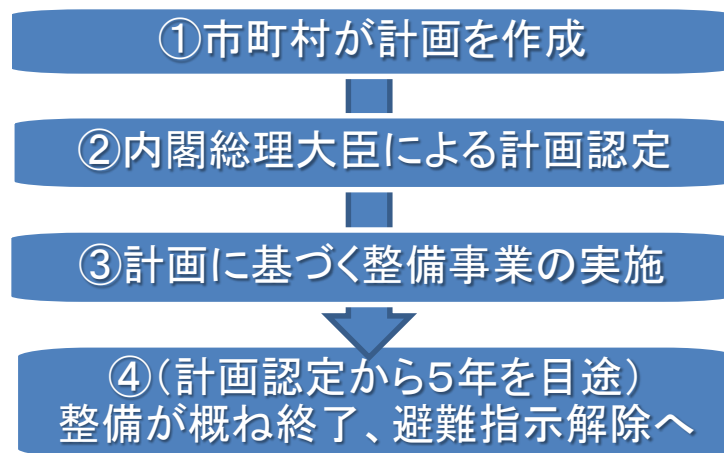 ①市町村が計画を作成
②内閣総理大臣による計画認定
③計画に基づく整備事業の実施
④(計画認定から5年を目途)
整備が概ね終了、避難指示解除へ